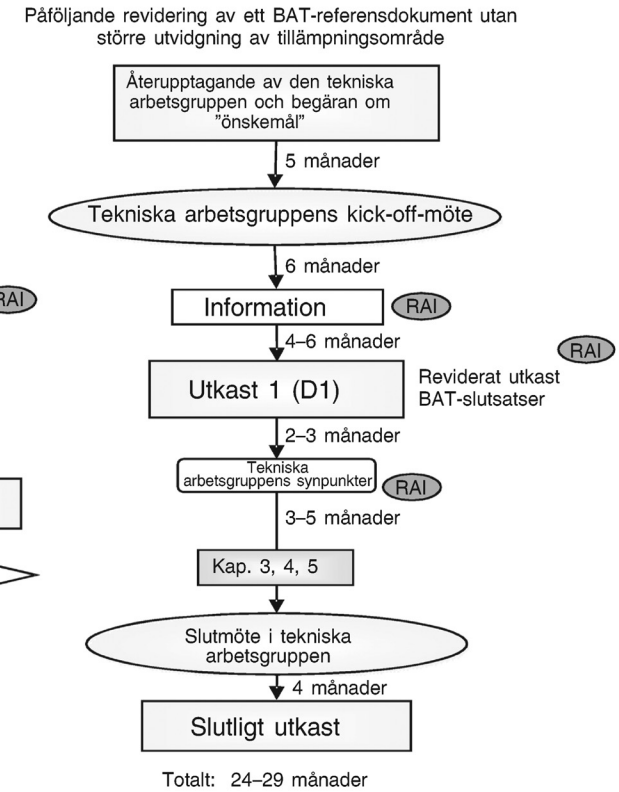 Påföljande revidering av ett BAT-referensdokument utan
större utvidgning av tillämpningsområde
Återupptagande av den tekniska
arbetsgruppen och begäran om
"önskemål"
5 månader
Tekniska arbetsgruppens kick-off-möte
6 månader
RAI
Information
RAI
4–6 månader
RAI
Utkast 1 (D1)
Reviderat utkast
BAT-slutsatser
2–3 månader
Tekniska
arbetsgruppens synpunkter
RAI
3–5 månader
Kap. 3, 4, 5
Slutmöte i tekniska
arbetsgruppen
4 månader
Slutligt utkast
Totalt: 24–29 månader